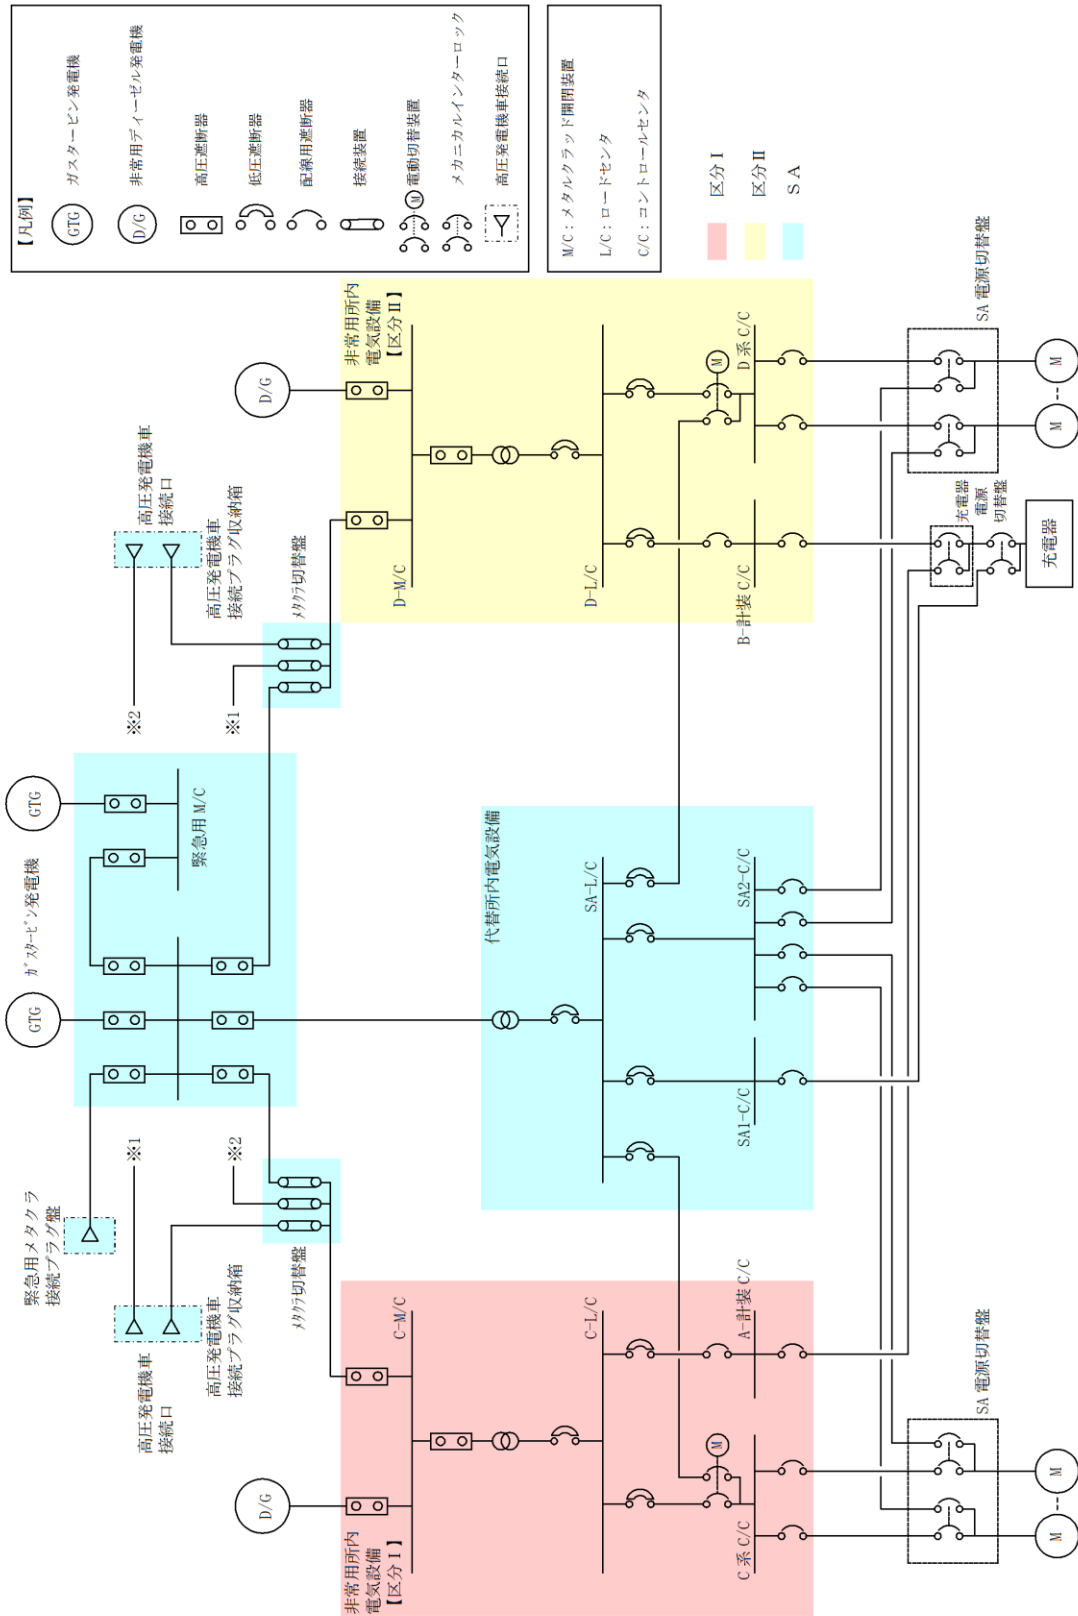 【凡例】
GTG
ガスタービン発電機
D/G
非常用ディーゼル発電機
高圧遮断器
低圧遮断器
配線用遮断器
接続装置
M
電動切替装置
メカニカルインターロック
高圧発電機車接続口
M/C：メタルクラッド開閉装置
L/C：ロードセンタ
C/C：コントロールセンタ
区分Ⅰ
区分Ⅱ
ＳＡ
緊急用メタクラ
接続プラグ盤
GTG
ガスタービン発電機
GTG
緊急用 M/C
高圧発電機車
接続口
※1
※2
高圧発電機車
接続プラグ収納箱
メタクラ切替盤
高圧発電機車
接続口
※2
※1
高圧発電機車
接続プラグ収納箱
メタクラ切替盤
D/G
非常用所内
電気設備
【区分Ⅰ】
C-M/C
C-L/C
M
C 系 C/C
A-計装 C/C
代替所内電気設備
SA-L/C
SA1-C/C
SA2-C/C
D/G
非常用所内
電気設備
【区分Ⅱ】
D-M/C
D-L/C
M
B-計装 C/C
D 系 C/C
SA 電源切替盤
M
M
充電器
電源
切替盤
充電器
SA 電源切替盤
M
M